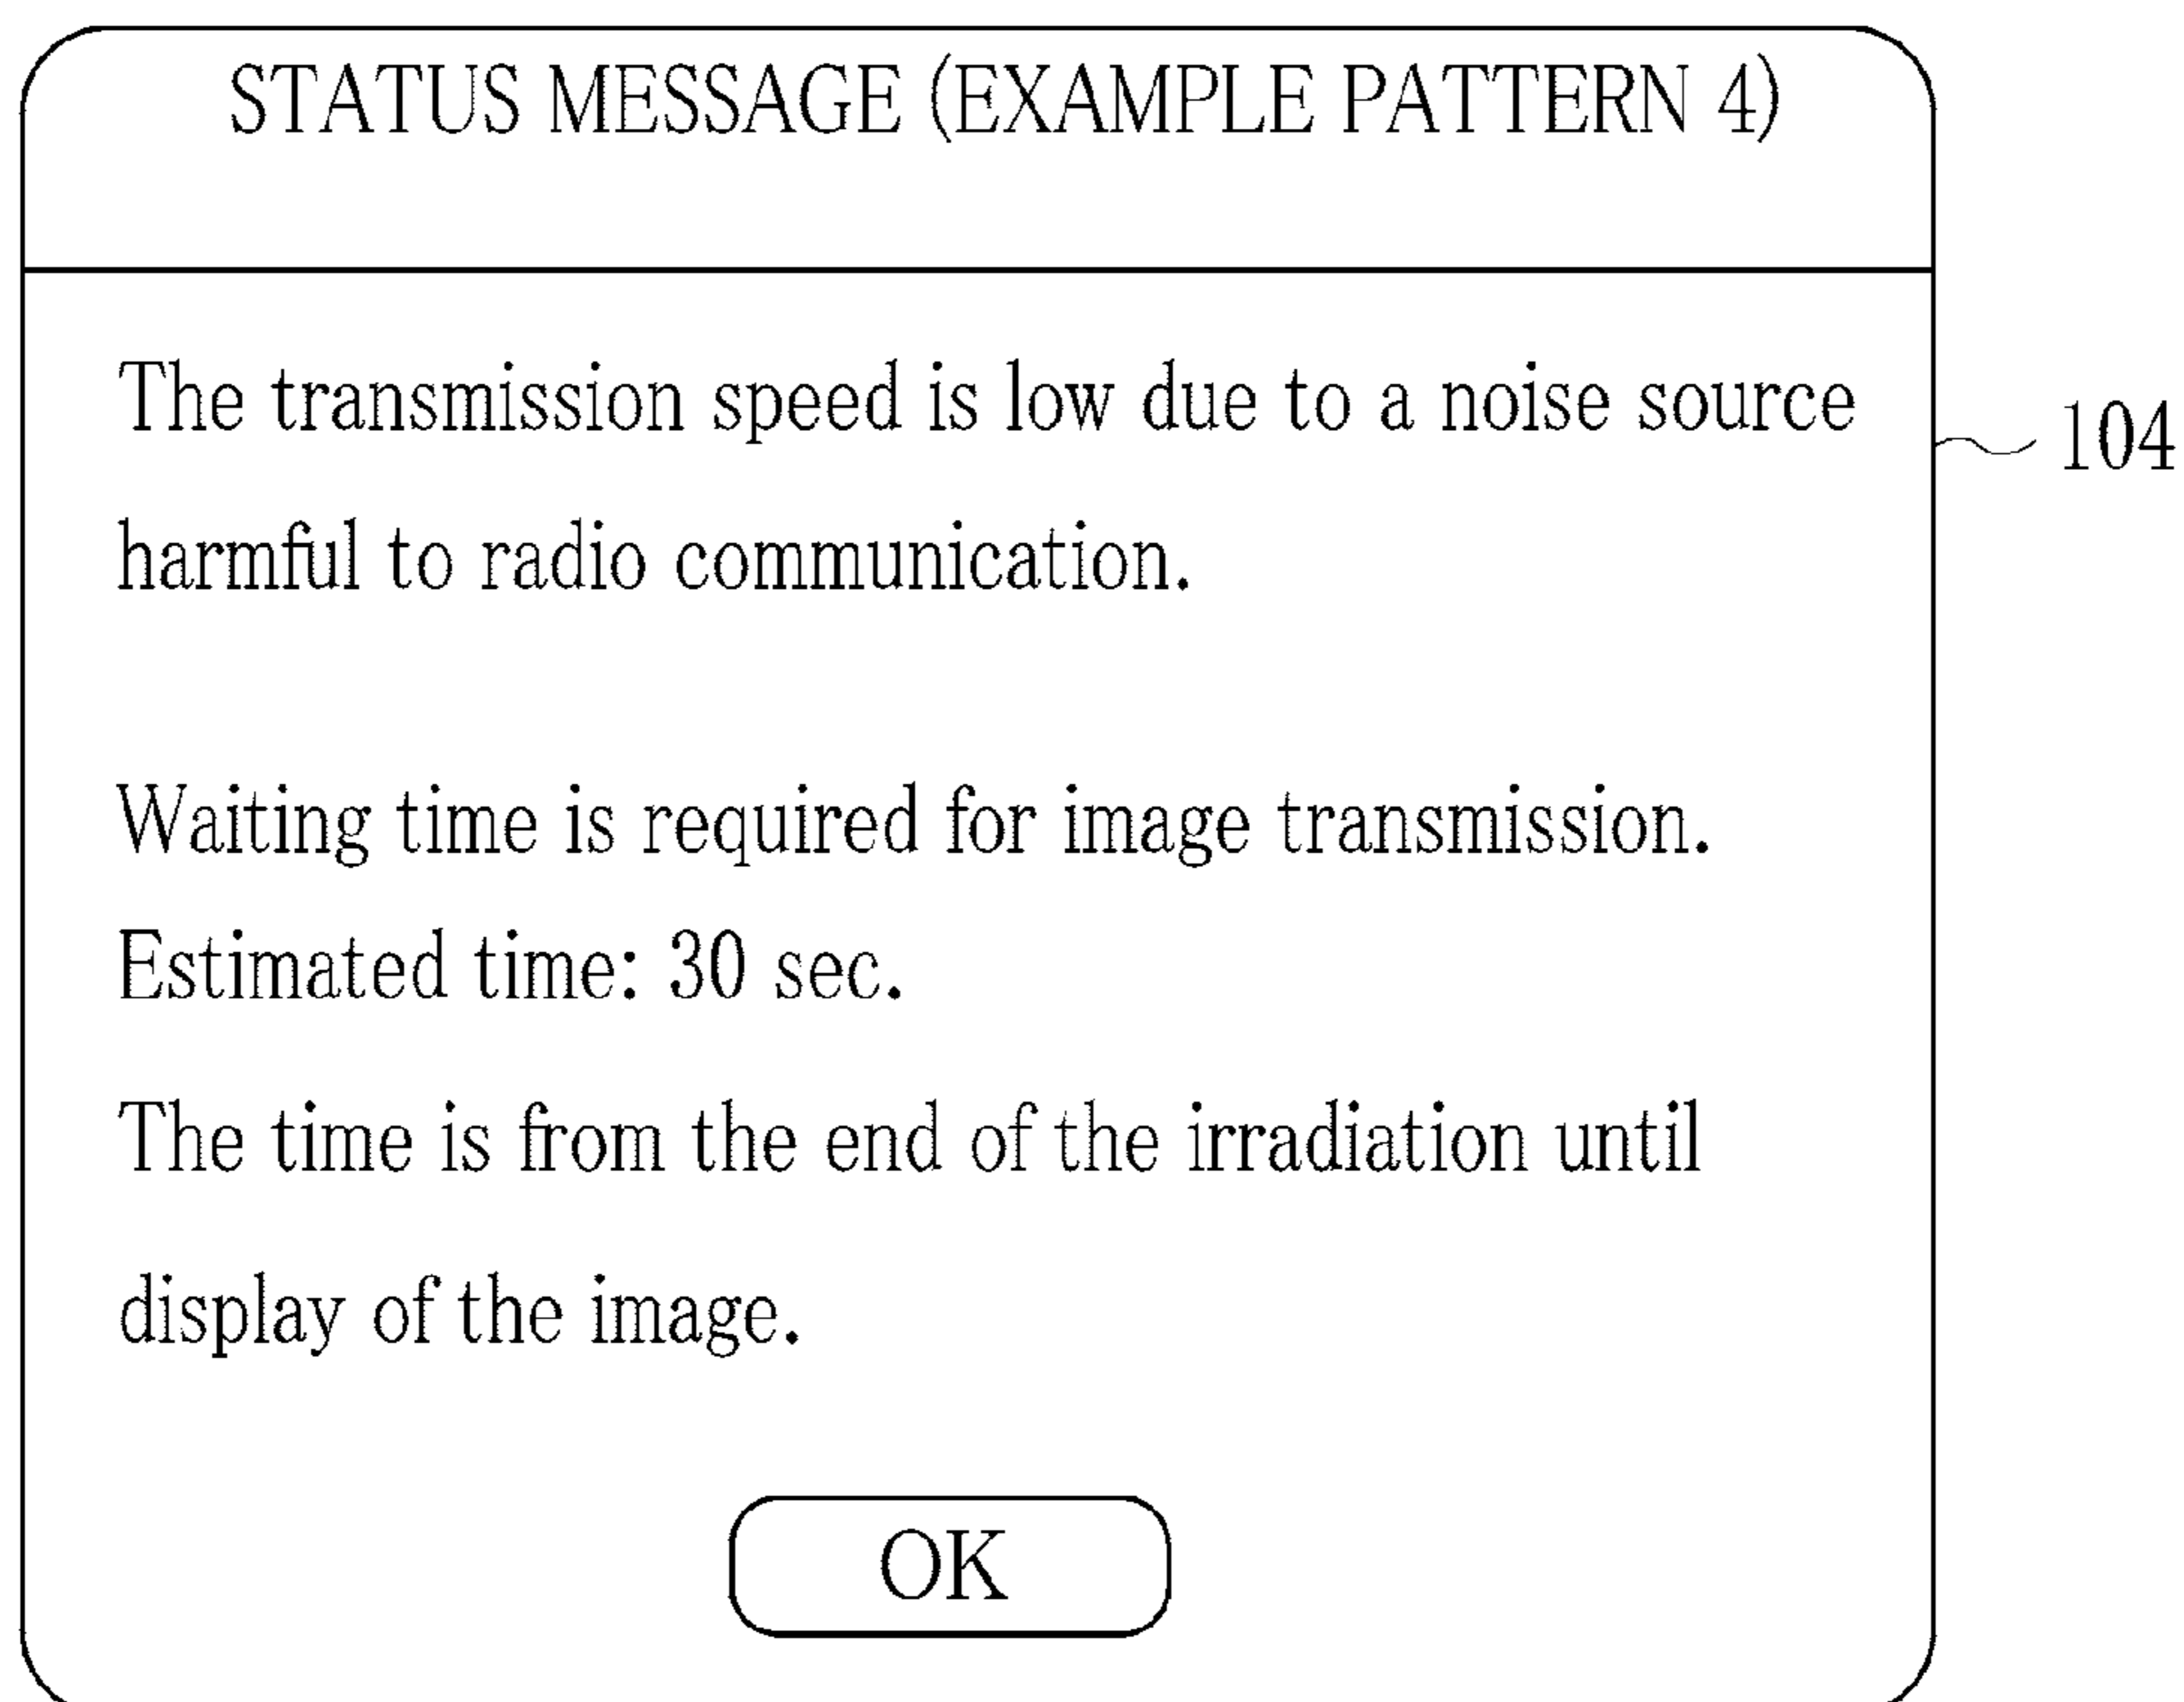 STATUS MESSAGE (EXAMPLE PATTERN 4)
The transmission speed is low due to a noise source
104
harmful to radio communication.
Waiting time is required for image transmission.
Estimated time: 30 sec.
The time is from the end of the irradiation until
display of the image.
OK